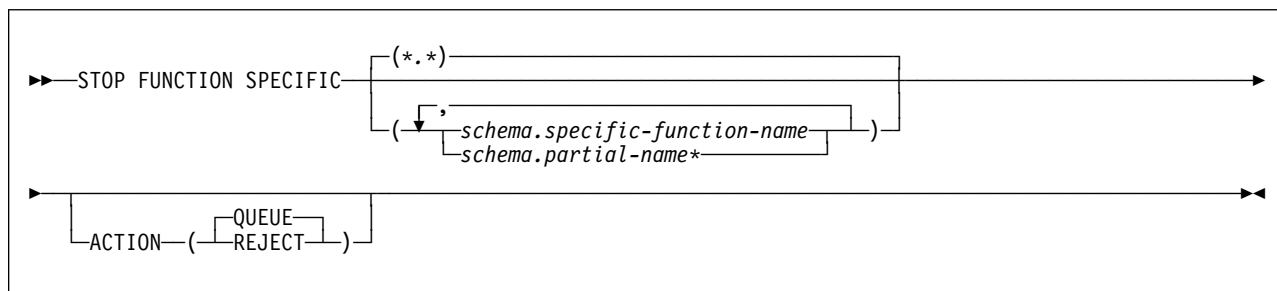 (*.*)
STOP FUNCTION SPECIFIC
,
( schema.specific-function-name )
schema.partial-name*
QUEUE
ACTION ( REJECT )